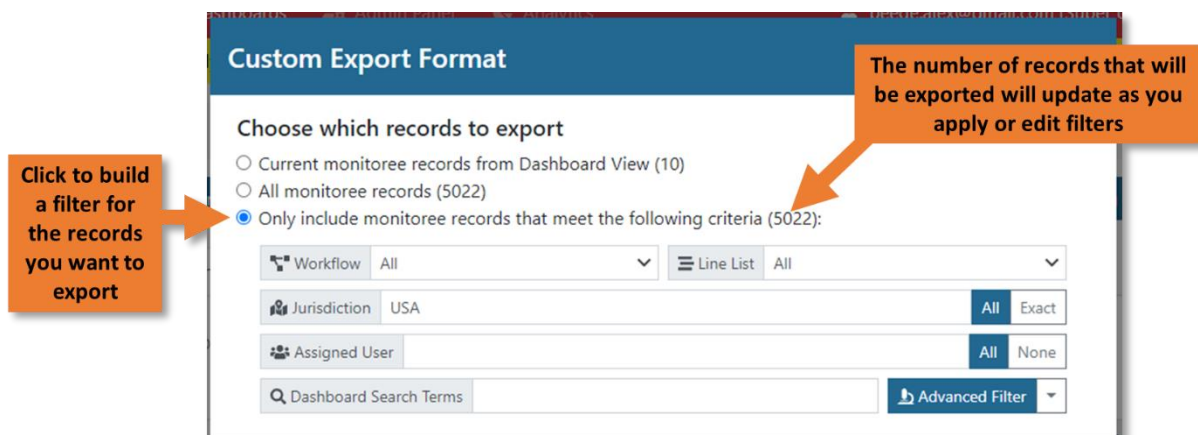 Admin Panel
Analytics
Custom Export Format
The number of records that will
be exported will update as you
apply or edit filters
Choose which records to export
Current monitoree records from Dashboard View (10)
All monitoree records (5022)
Only include monitoree records that meet the following criteria (5022):
Click to build
a filter for
the records
you want to
export
Workflow All
Line List All
Jurisdiction USA
All Exact
Assigned User
All None
Dashboard Search Terms
Advanced Filter